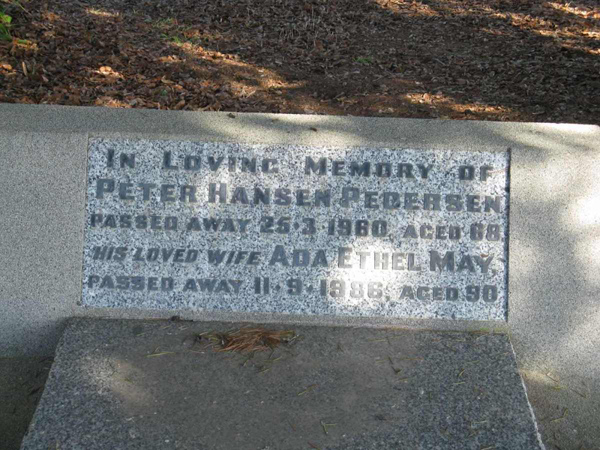 IN LOVING MEMORY OF
PETER HANSEN PEDERSEN
PASSED AWAY 25·3·1960, AGED 68
HIS LOVED WIFE ADA ETHEL MAY,
PASSED AWAY 11·9·1986, AGED 90